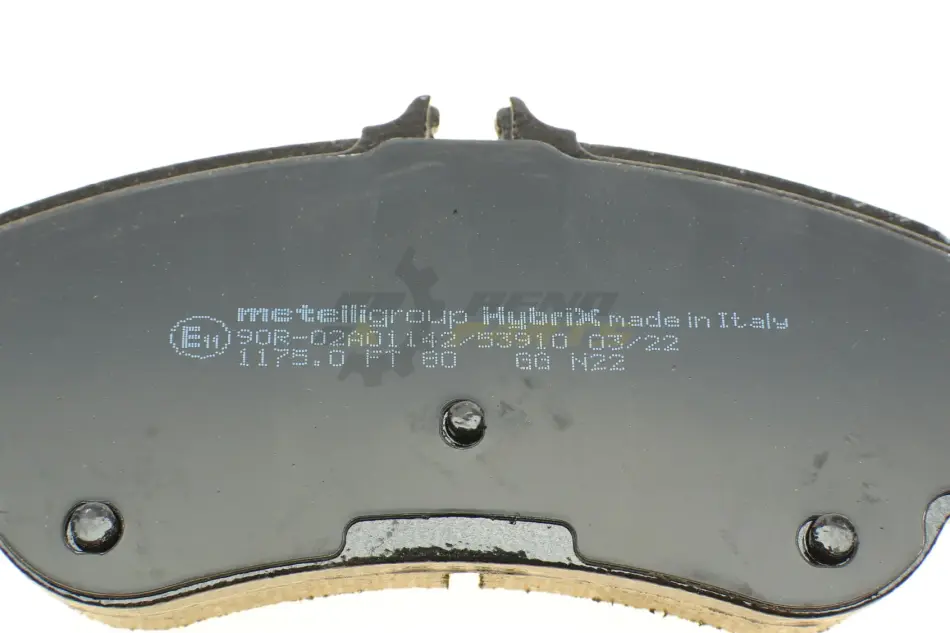 metelligroup HybriX made in Italy
E11 90R-02A01142/53910 03/22
1175.0 FT 80 GG N22